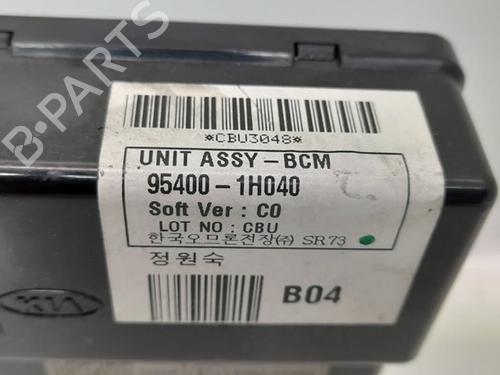 *CBU3048*
UNIT ASSY-BCM
95400-1H040
Soft Ver : C0
LOT NO : CBU
한국오므론전장(주) SR73
정원숙
B04
KIA
B-PARTS